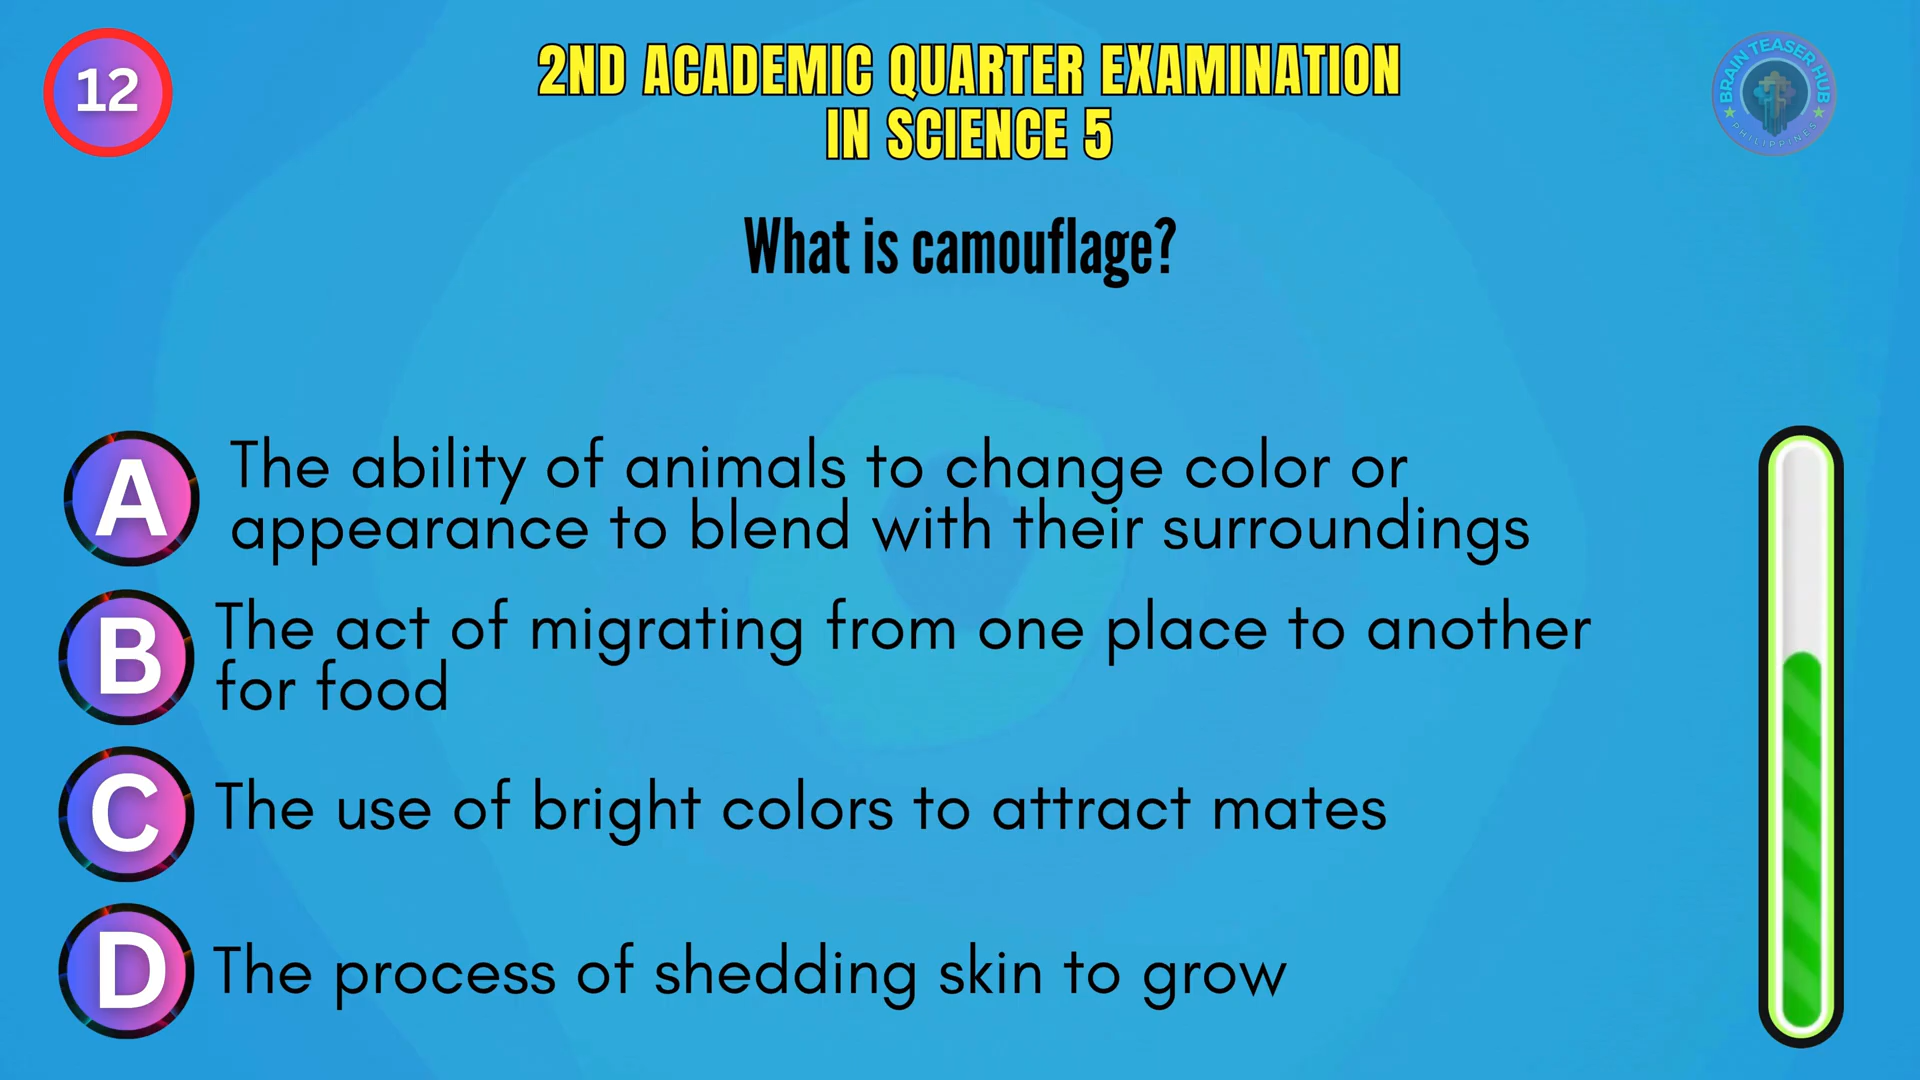 12
2ND ACADEMIC QUARTER EXAMINATION
IN SCIENCE 5
BRAIN TEASER HUB
PHILIPPINES
What is camouflage?
A
The ability of animals to change color or
appearance to blend with their surroundings
B
The act of migrating from one place to another
for food
C
The use of bright colors to attract mates
D
The process of shedding skin to grow